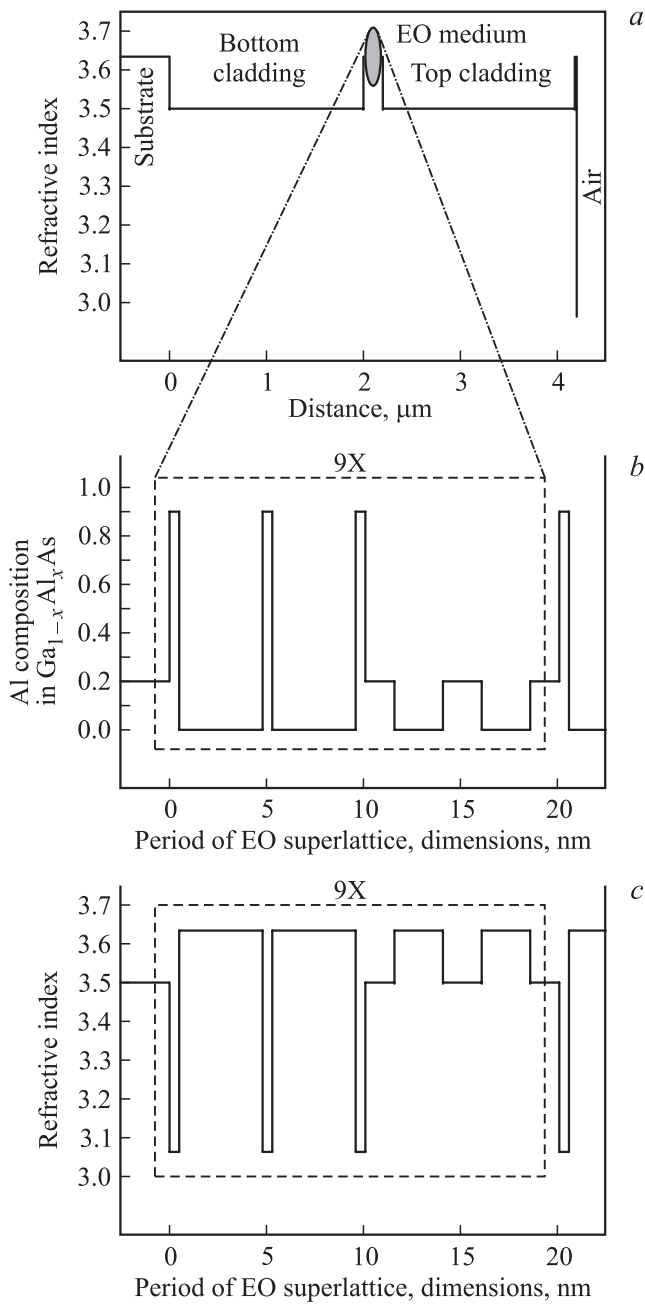 a
3.7
3.6
3.5
3.4
3.3
3.2
3.1
3.0
Refractive index
Substrate
Bottom
cladding
EO medium
Top cladding
Air
0 1 2 3 4
Distance, μm
b
9X
1.0
0.8
0.6
0.4
0.2
0.0
Al composition
in Ga1–xAlxAs
0 5 10 15 20
Period of EO superlattice, dimensions, nm
c
9X
3.7
3.6
3.5
3.4
3.3
3.2
3.1
3.0
Refractive index
0 5 10 15 20
Period of EO superlattice, dimensions, nm